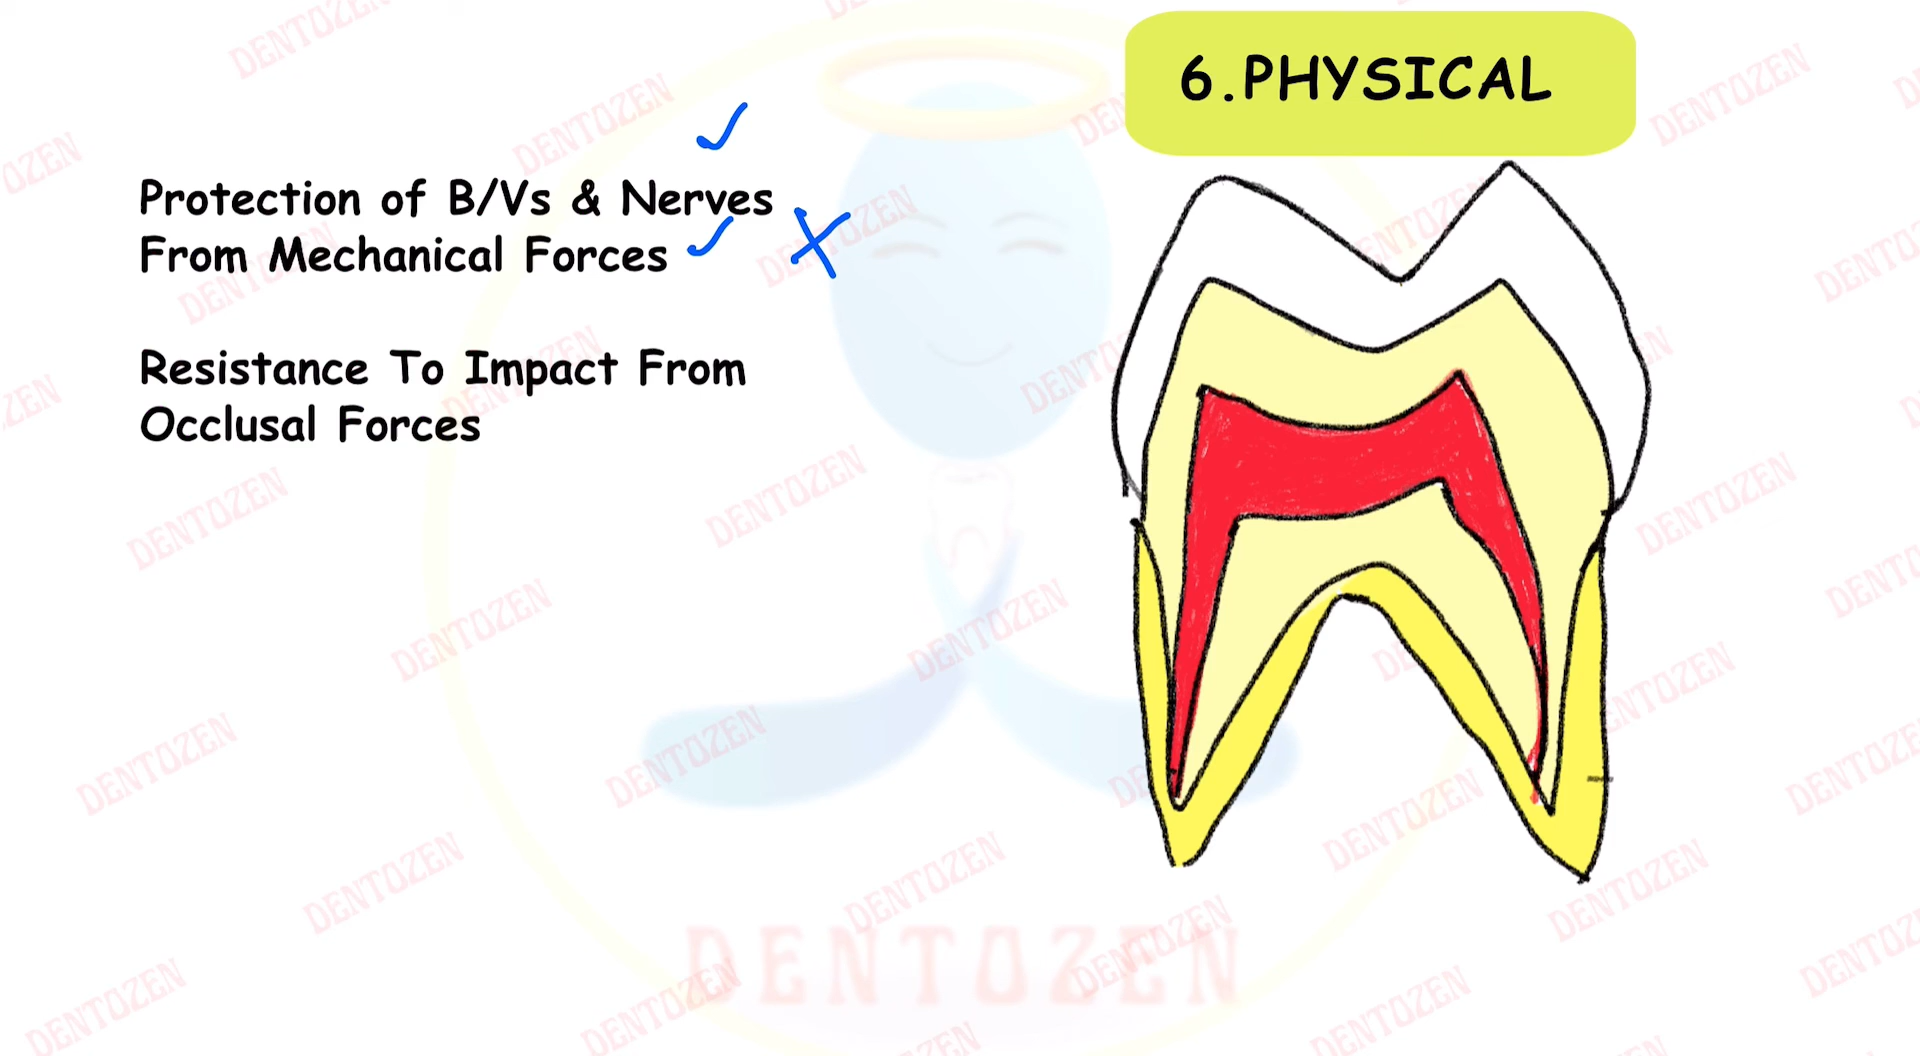 6.PHYSICAL
Protection of B/Vs & Nerves
From Mechanical Forces
Resistance To Impact From
Occlusal Forces
DENTOZEN